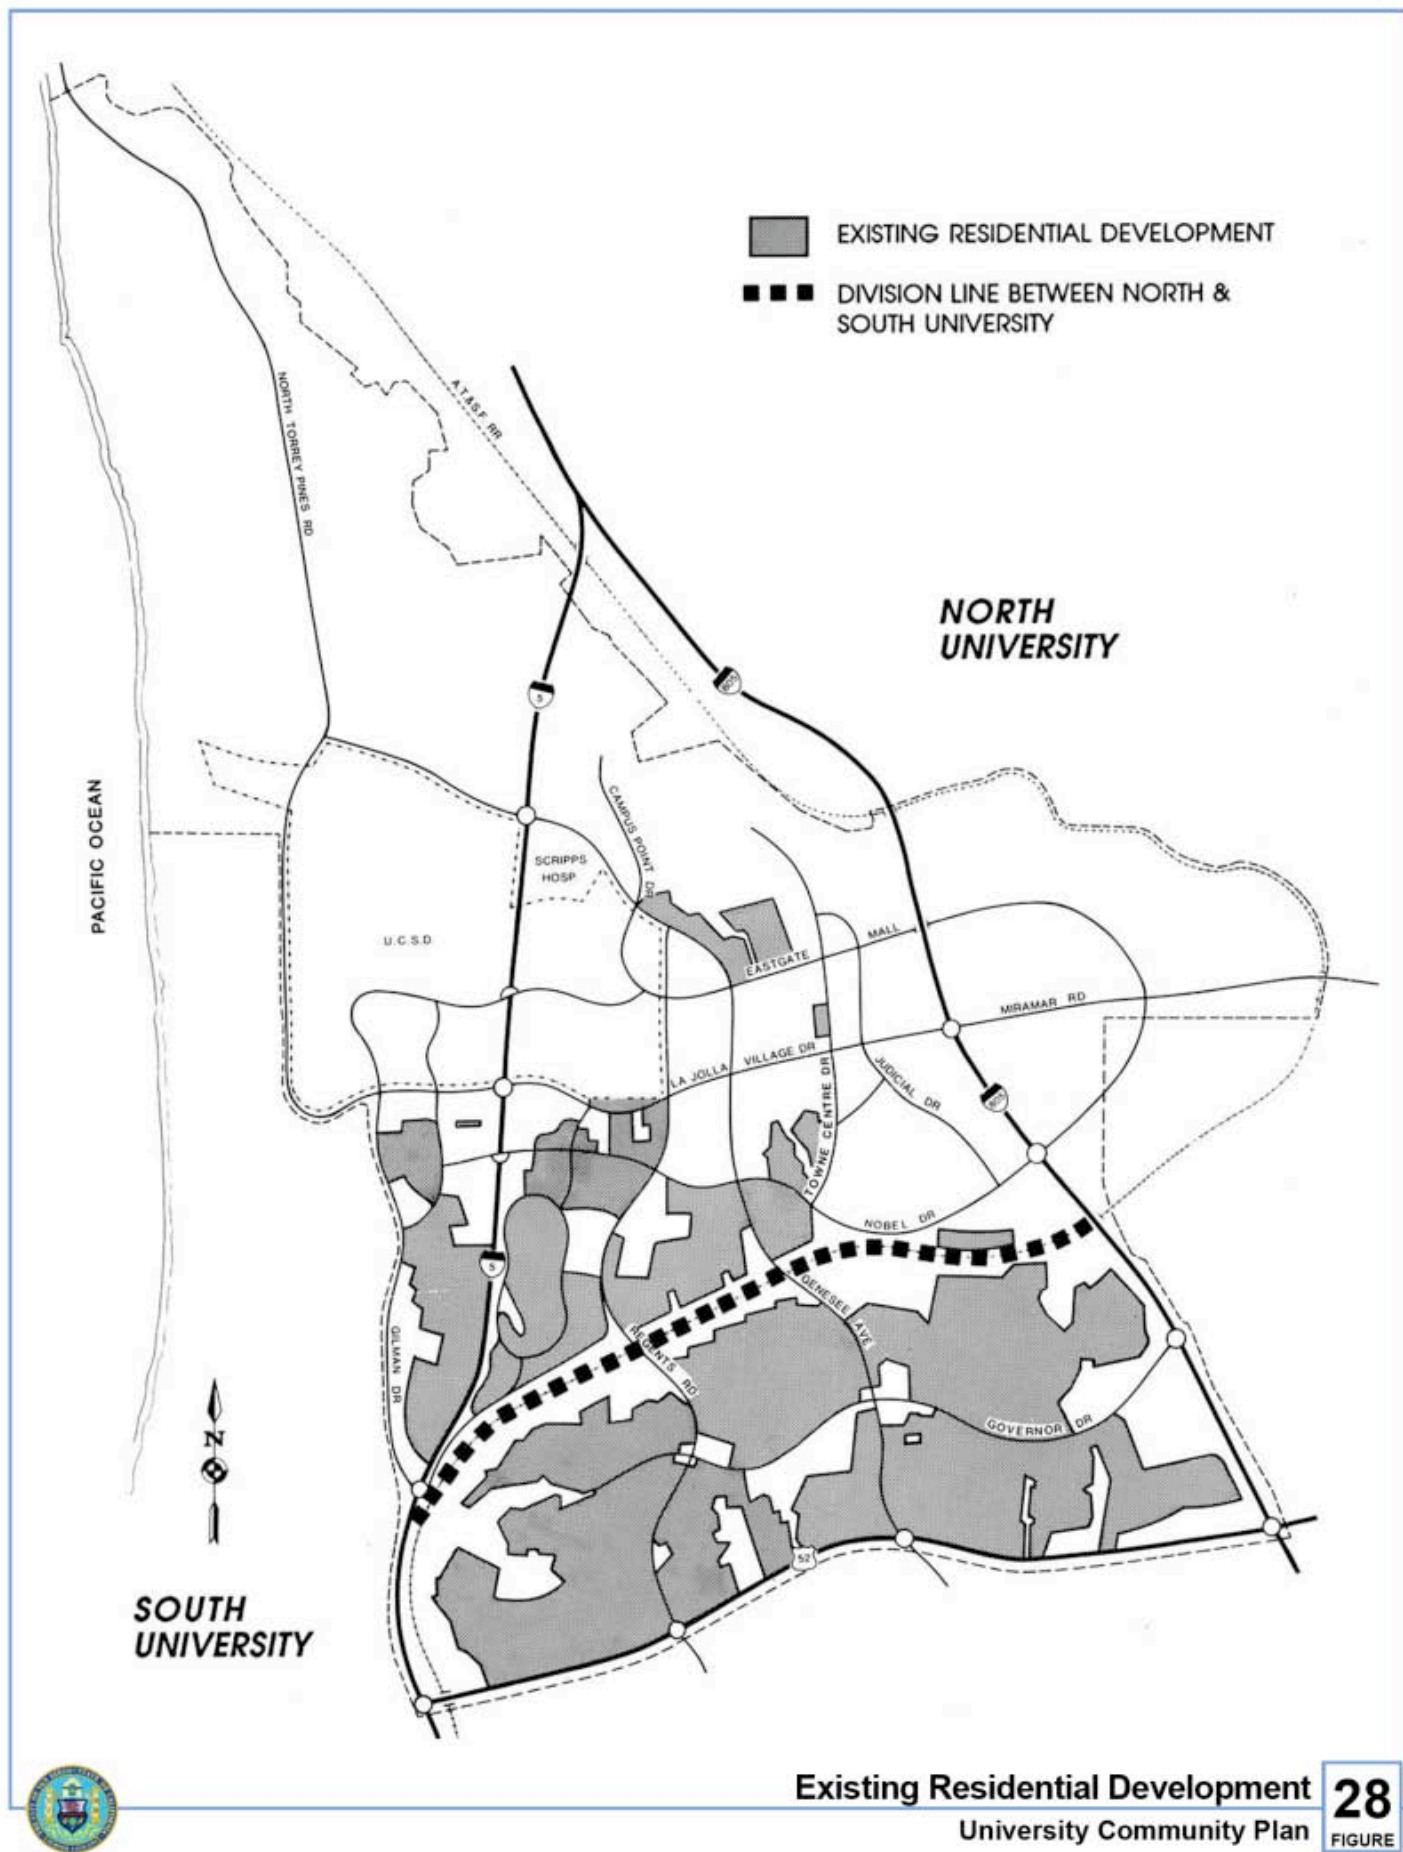 EXISTING RESIDENTIAL DEVELOPMENT
DIVISION LINE BETWEEN NORTH &
SOUTH UNIVERSITY
A.T.&S.F. RR
NORTH TORREY PINES RD
NORTH
UNIVERSITY
805
5
PACIFIC OCEAN
CAMPUS POINT DR
SCRIPPS
HOSP
U.C.S.D.
EASTGATE MALL
MIRAMAR RD
LA JOLLA VILLAGE DR
JUDICIAL DR
805
TOWNE CENTRE DR
NOBEL DR
5
GENESEE AVE
GILMAN DR
REGENTS RD
GOVERNOR DR
N
52
SOUTH
UNIVERSITY
Existing Residential Development
University Community Plan
28
FIGURE